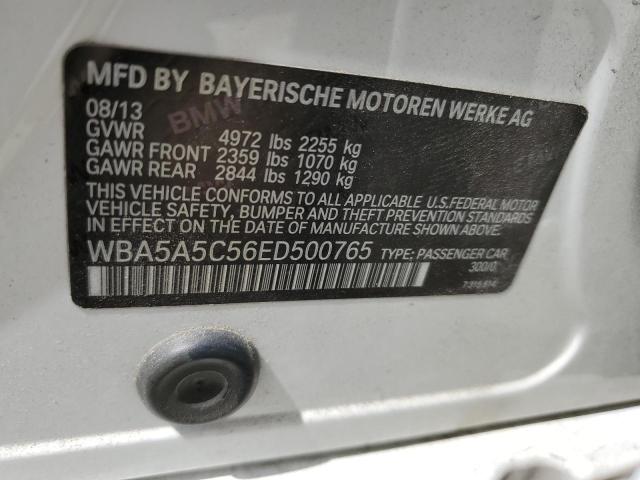 MFD BY BAYERISCHE MOTOREN WERKE AG
08/13
BMW
GVWR 4972 lbs 2255 kg
GAWR FRONT 2359 lbs 1070 kg
GAWR REAR 2844 lbs 1290 kg
THIS VEHICLE CONFORMS TO ALL APPLICABLE U.S.FEDERAL MOTOR
VEHICLE SAFETY, BUMPER AND THEFT PREVENTION STANDARDS
IN EFFECT ON THE DATE OF MANUFACTURE SHOWN ABOVE.
WBA5A5C56ED500765 TYPE: PASSENGER CAR
300/0